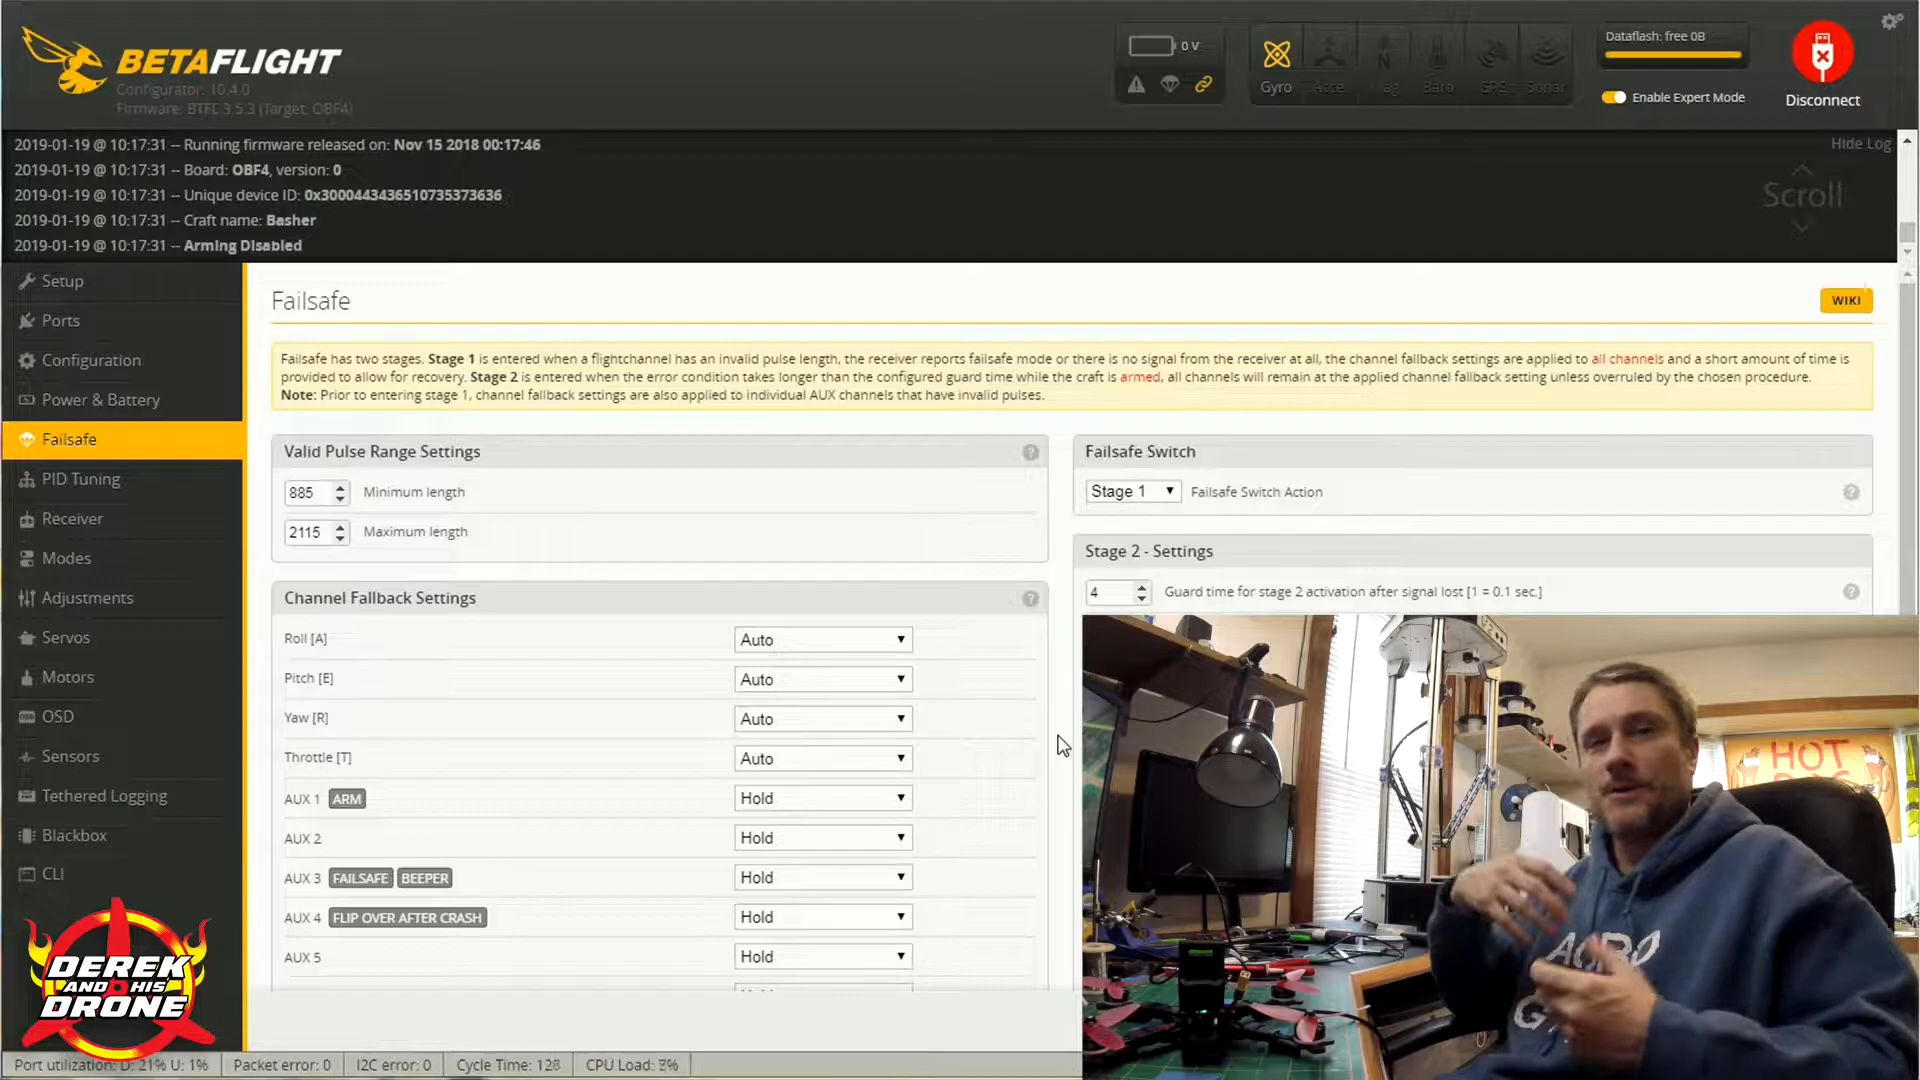 BETAFLIGHT
Configurator: 10.4.0
Firmware: BTFL 3.5.3 (Target: OBF4)
0 V
Gyro
Accel
Mag
Baro
GPS
Sonar
Dataflash: free 0B
Enable Expert Mode
Disconnect
2019-01-19 @ 10:17:31 -- Running firmware released on: Nov 15 2018 00:17:46
2019-01-19 @ 10:17:31 -- Board: OBF4, version: 0
2019-01-19 @ 10:17:31 -- Unique device ID: 0x3000443436510735373636
2019-01-19 @ 10:17:31 -- Craft name: Basher
2019-01-19 @ 10:17:31 -- Arming Disabled
Hide Log
Scroll
Setup
Ports
Configuration
Power & Battery
Failsafe
PID Tuning
Receiver
Modes
Adjustments
Servos
Motors
OSD
Sensors
Tethered Logging
Blackbox
CLI
DEREK
AND HIS
DRONE
Failsafe
WIKI
Failsafe has two stages. Stage 1 is entered when a flightchannel has an invalid pulse length, the receiver reports failsafe mode or there is no signal from the receiver at all, the channel fallback settings are applied to all channels and a short amount of time is
provided to allow for recovery. Stage 2 is entered when the error condition takes longer than the configured guard time while the craft is armed, all channels will remain at the applied channel fallback setting unless overruled by the chosen procedure.
Note: Prior to entering stage 1, channel fallback settings are also applied to individual AUX channels that have invalid pulses.
Valid Pulse Range Settings
885 Minimum length
2115 Maximum length
Channel Fallback Settings
Roll [A] Auto
Pitch [E] Auto
Yaw [R] Auto
Throttle [T] Auto
AUX 1 ARM Hold
AUX 2 Hold
AUX 3 FAILSAFE BEEPER Hold
AUX 4 FLIP OVER AFTER CRASH Hold
AUX 5 Hold
Failsafe Switch
Stage 1 Failsafe Switch Action
Stage 2 - Settings
4 Guard time for stage 2 activation after signal lost [1 = 0.1 sec.]
HOT
Port utilization: D: 21% U: 1%
Packet error: 0
I2C error: 0
Cycle Time: 128
CPU Load: